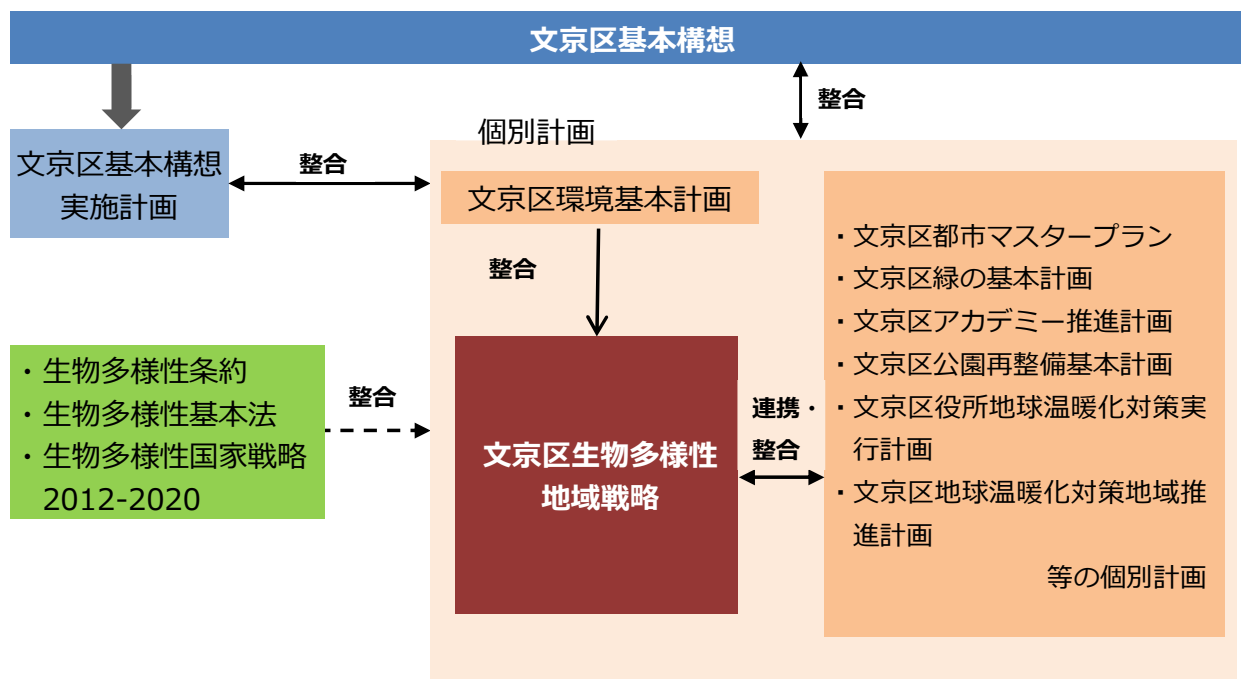 文京区基本構想
整合
個別計画
文京区基本構想
実施計画
整合
文京区環境基本計画
整合
・文京区都市マスタープラン
・文京区緑の基本計画
・文京区アカデミー推進計画
・文京区公園再整備基本計画
・文京区役所地球温暖化対策実
行計画
・文京区地球温暖化対策地域推
進計画
等の個別計画
・生物多様性条約
・生物多様性基本法
・生物多様性国家戦略
2012-2020
整合
文京区生物多様性
地域戦略
連携・
整合